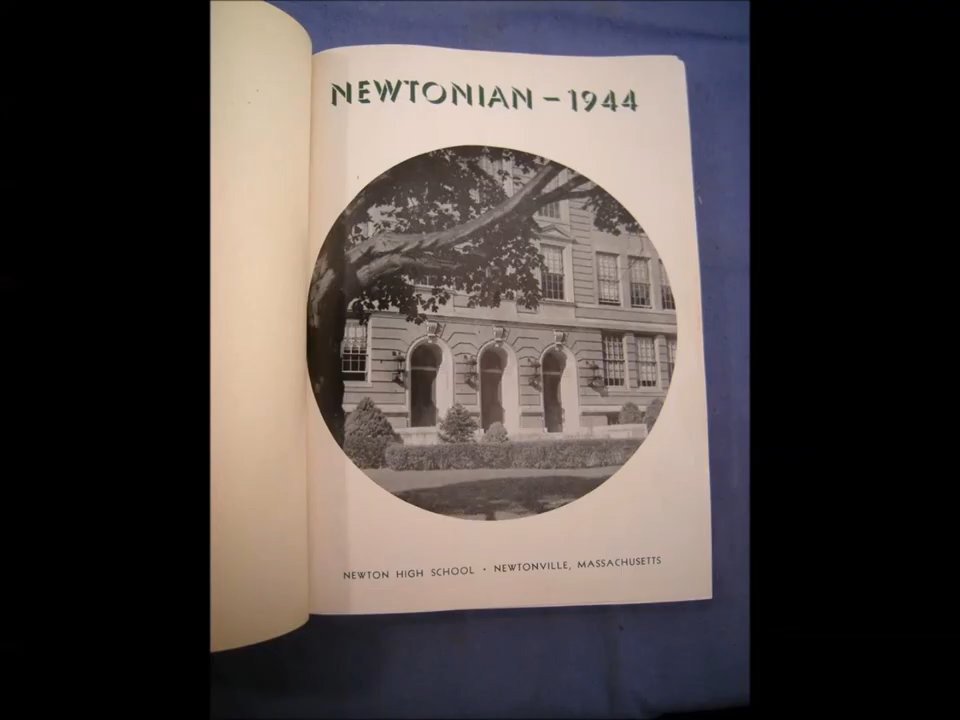 NEWTONIAN – 1944
NEWTON HIGH SCHOOL • NEWTONVILLE, MASSACHUSETTS